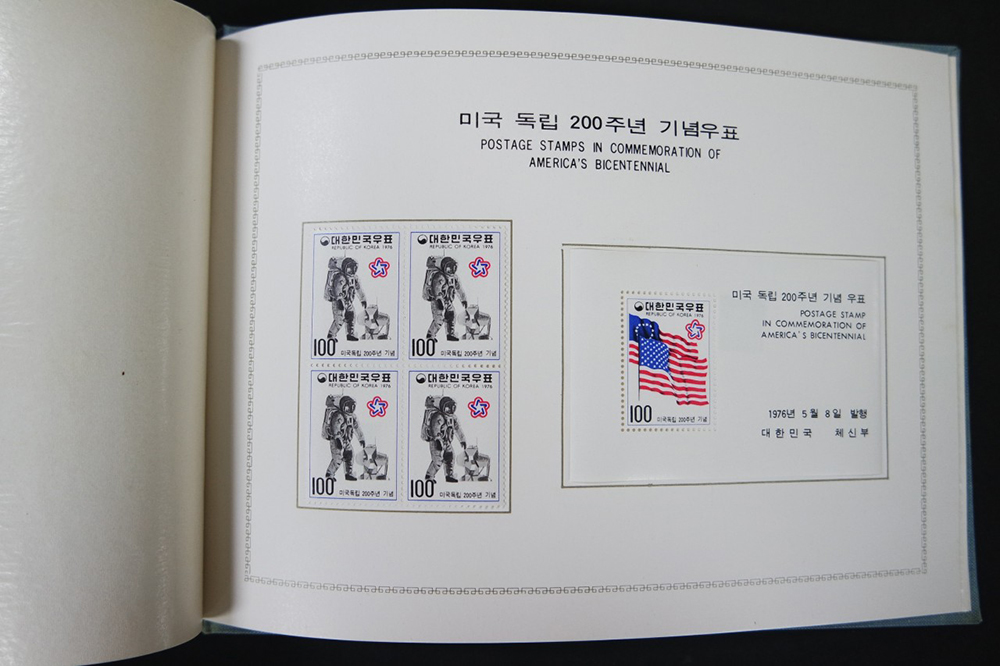 미국 독립 200주년 기념우표
POSTAGE STAMPS IN COMMEMORATION OF
AMERICA'S BICENTENNIAL
대한민국우표
REPUBLIC OF KOREA 1976
100
미국독립 200주년 기념
대한민국우표
REPUBLIC OF KOREA 1976
100
미국독립 200주년 기념
대한민국우표
REPUBLIC OF KOREA 1976
100
미국독립 200주년 기념
대한민국우표
REPUBLIC OF KOREA 1976
100
미국독립 200주년 기념
대한민국우표
REPUBLIC OF KOREA 1976
100
미국독립 200주년 기념
미국 독립 200주년 기념 우표
POSTAGE STAMP
IN COMMEMORATION OF
AMERICA'S BICENTENNIAL
1976년 5월 8일 발행
대한민국 체신부